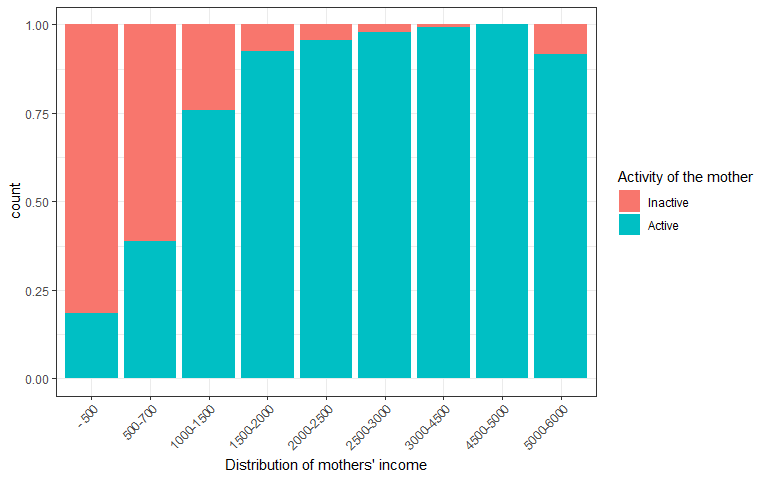 1.00
0.75
0.50
0.25
0.00
count
- 500
500-700
1000-1500
1500-2000
2000-2500
2500-3000
3000-4500
4500-5000
5000-6000
Distribution of mothers' income
Activity of the mother
Inactive
Active